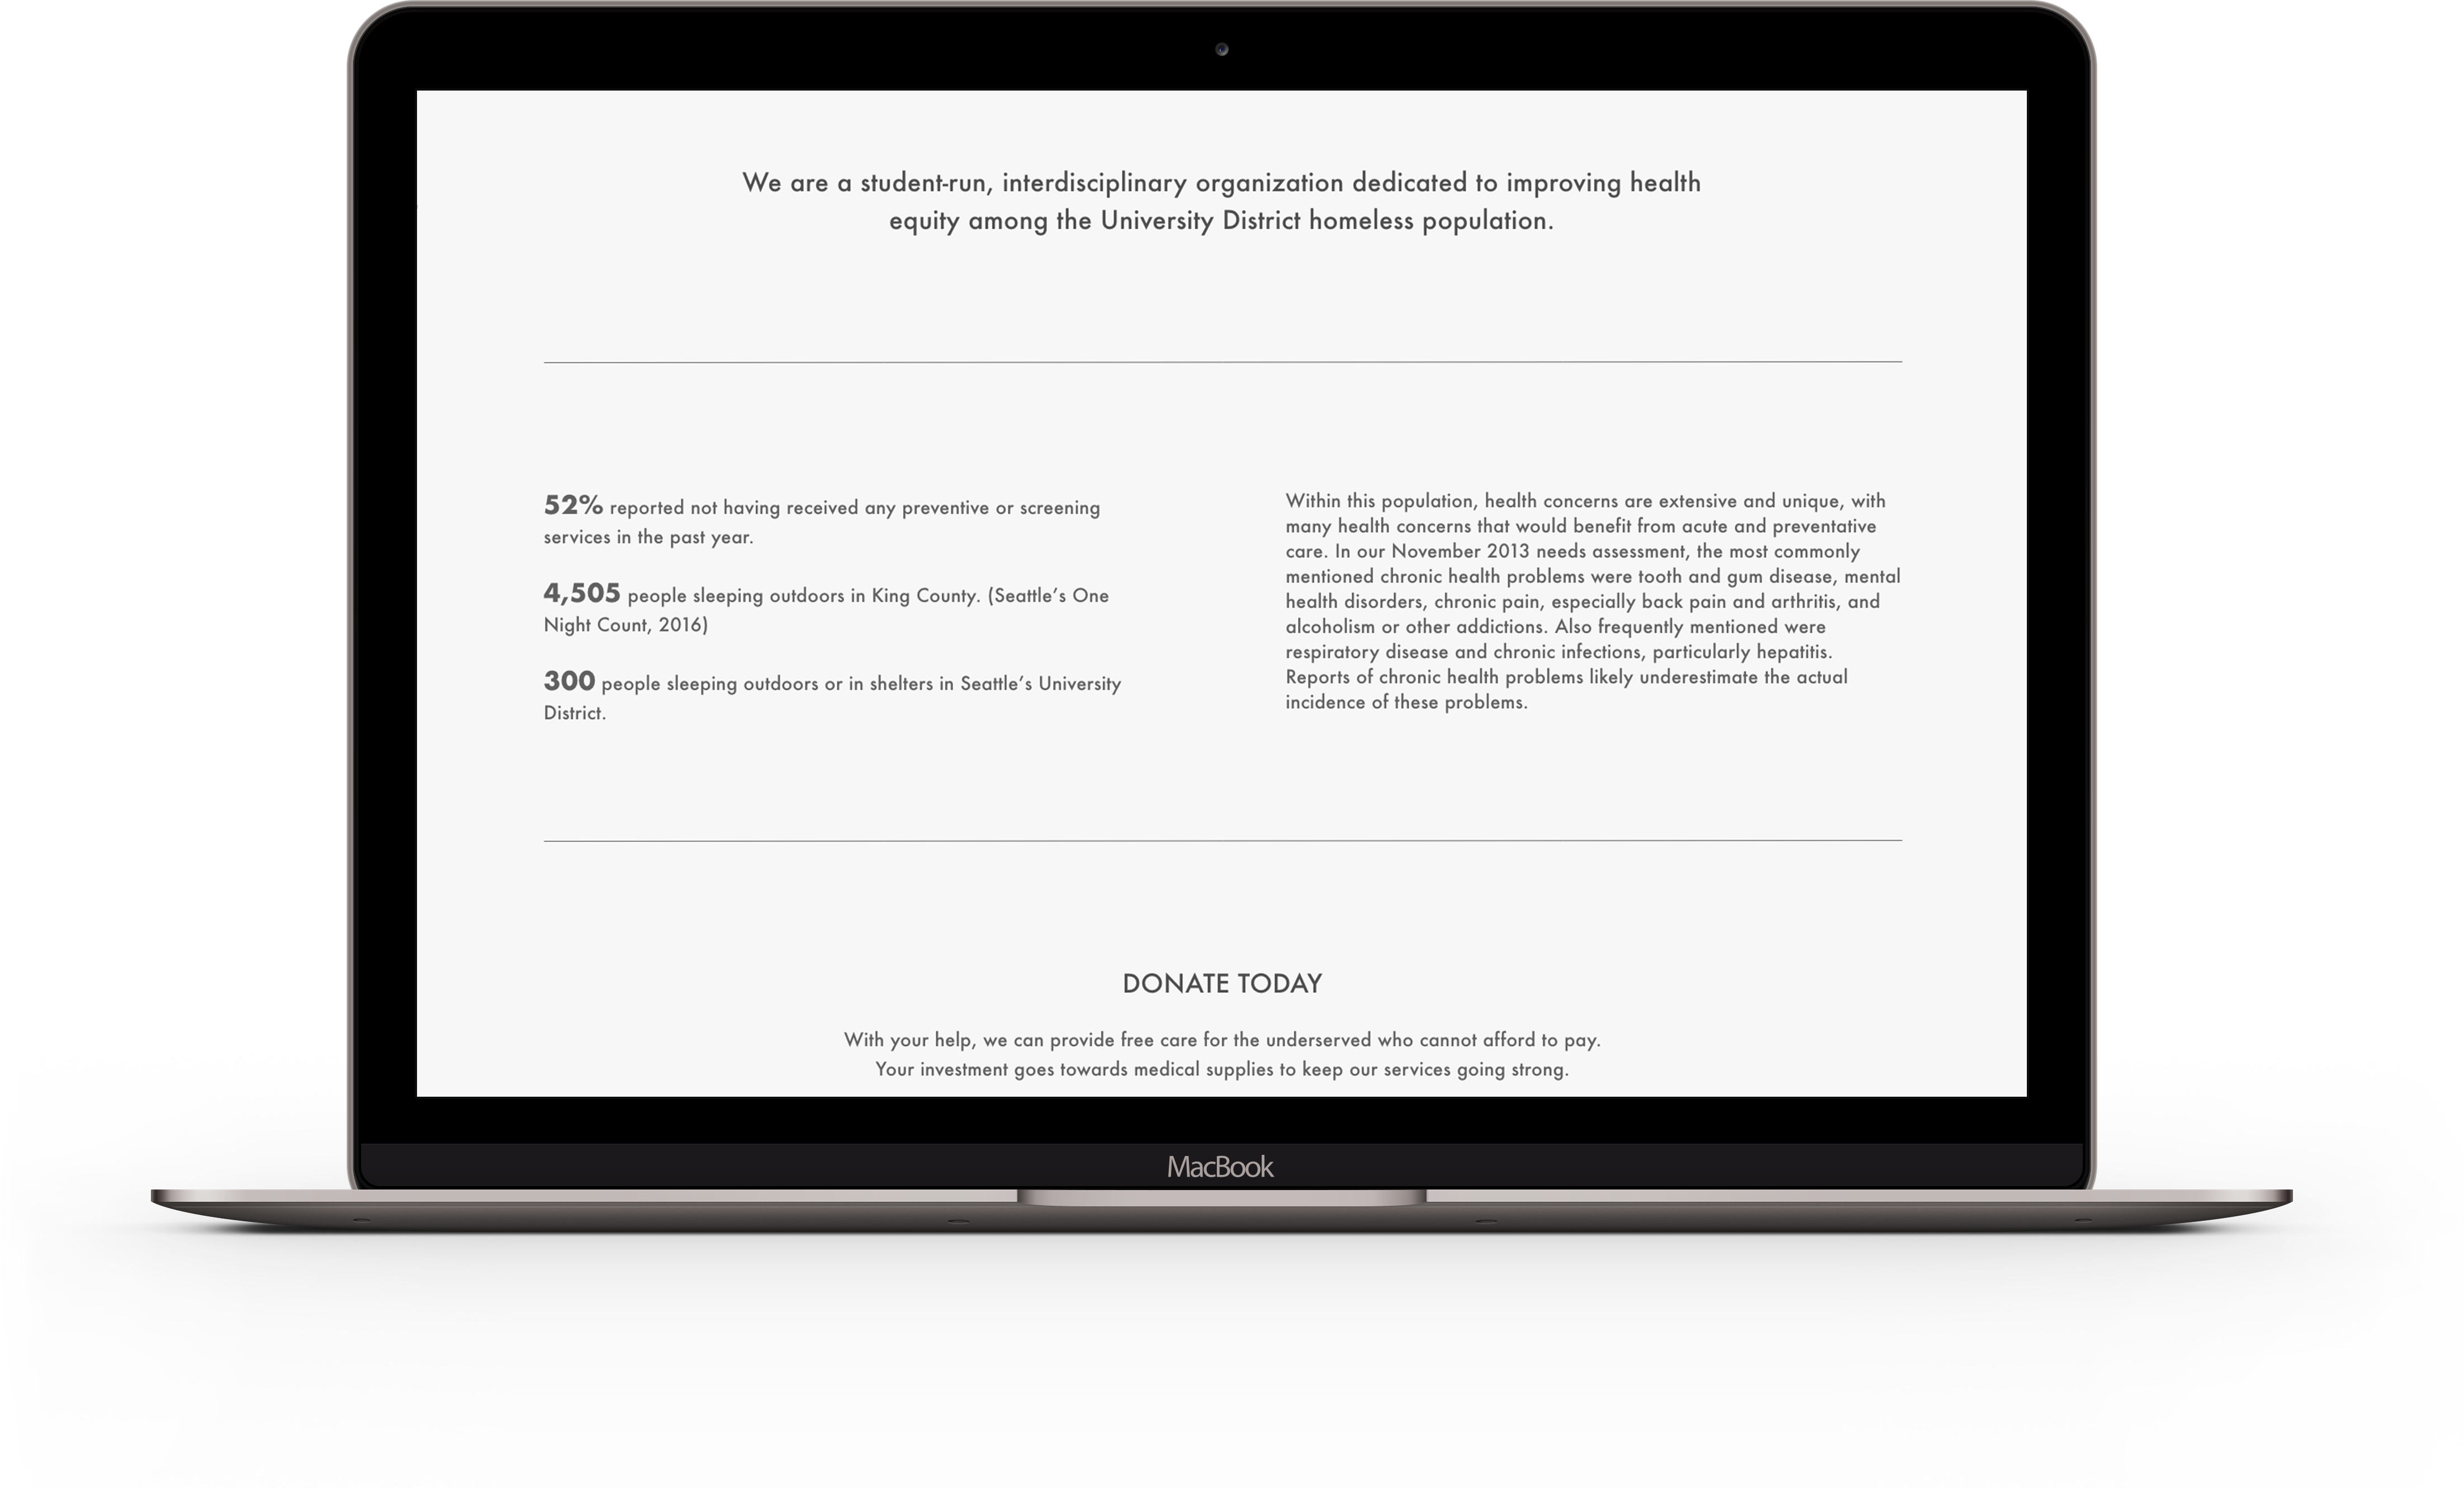 We are a student-run, interdisciplinary organization dedicated to improving health
equity among the University District homeless population.
52% reported not having received any preventive or screening
services in the past year.
4,505 people sleeping outdoors in King County. (Seattle’s One
Night Count, 2016)
300 people sleeping outdoors or in shelters in Seattle’s University
District.
Within this population, health concerns are extensive and unique, with
many health concerns that would benefit from acute and preventative
care. In our November 2013 needs assessment, the most commonly
mentioned chronic health problems were tooth and gum disease, mental
health disorders, chronic pain, especially back pain and arthritis, and
alcoholism or other addictions. Also frequently mentioned were
respiratory disease and chronic infections, particularly hepatitis.
Reports of chronic health problems likely underestimate the actual
incidence of these problems.
DONATE TODAY
With your help, we can provide free care for the underserved who cannot afford to pay.
Your investment goes towards medical supplies to keep our services going strong.
MacBook